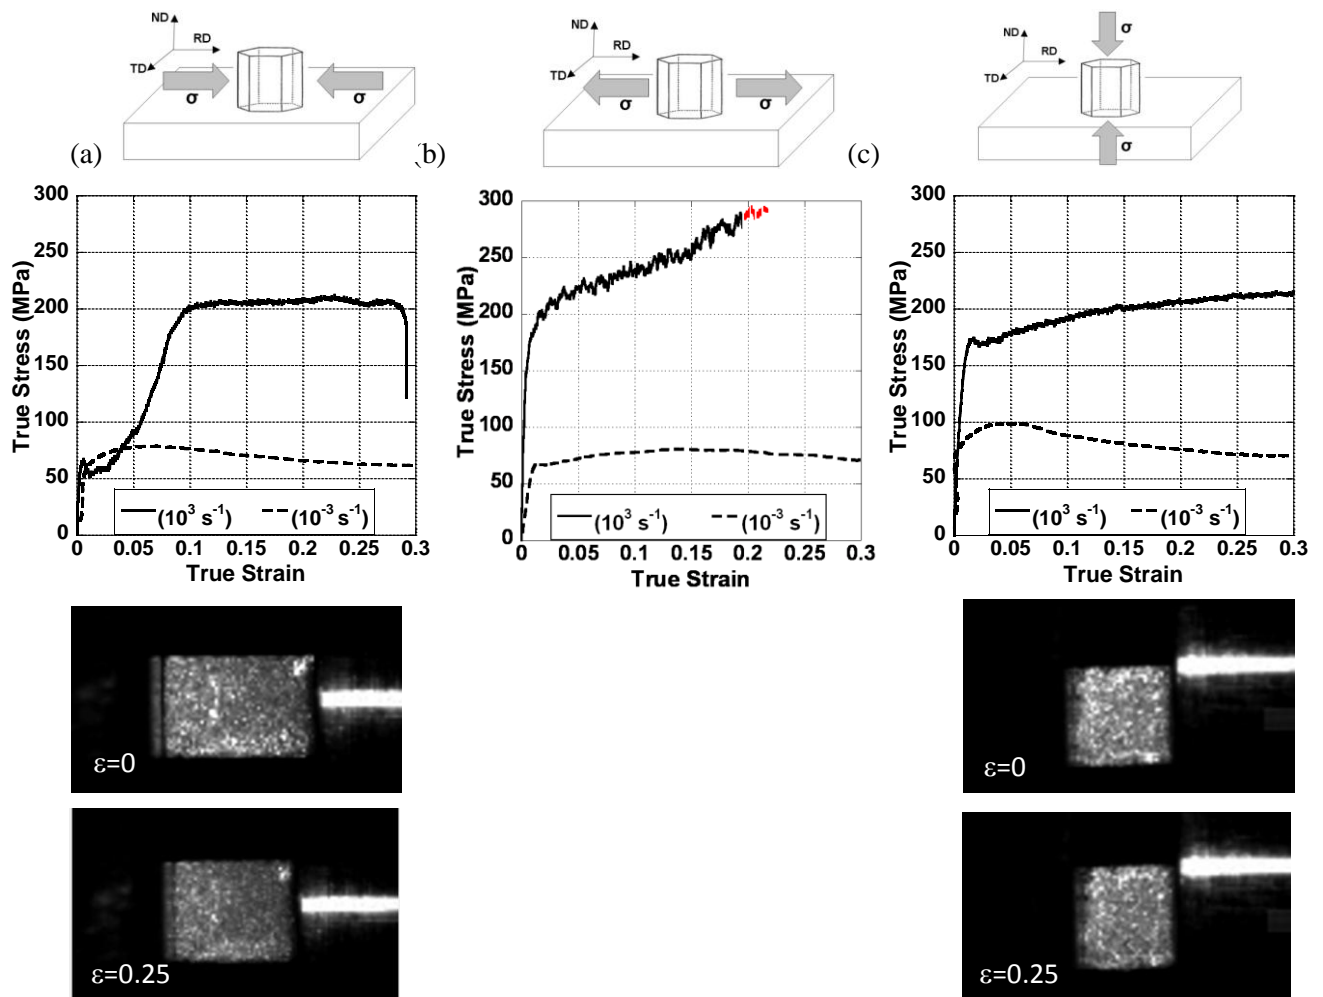 ND
RD
TD
σ
σ
(a)
ND
RD
TD
σ
σ
(b)
ND
RD
TD
σ
σ
(c)
300
250
200
150
100
50
0
True Stress (MPa)
0
0.05
0.1
0.15
0.2
0.25
0.3
True Strain
(10³ s⁻¹)
(10⁻³ s⁻¹)
300
250
200
150
100
50
0
True Stress (MPa)
0
0.05
0.1
0.15
0.2
0.25
0.3
True Strain
(10³ s⁻¹)
(10⁻³ s⁻¹)
300
250
200
150
100
50
0
True Stress (MPa)
0
0.05
0.1
0.15
0.2
0.25
0.3
True Strain
(10³ s⁻¹)
(10⁻³ s⁻¹)
ε=0
ε=0
ε=0.25
ε=0.25